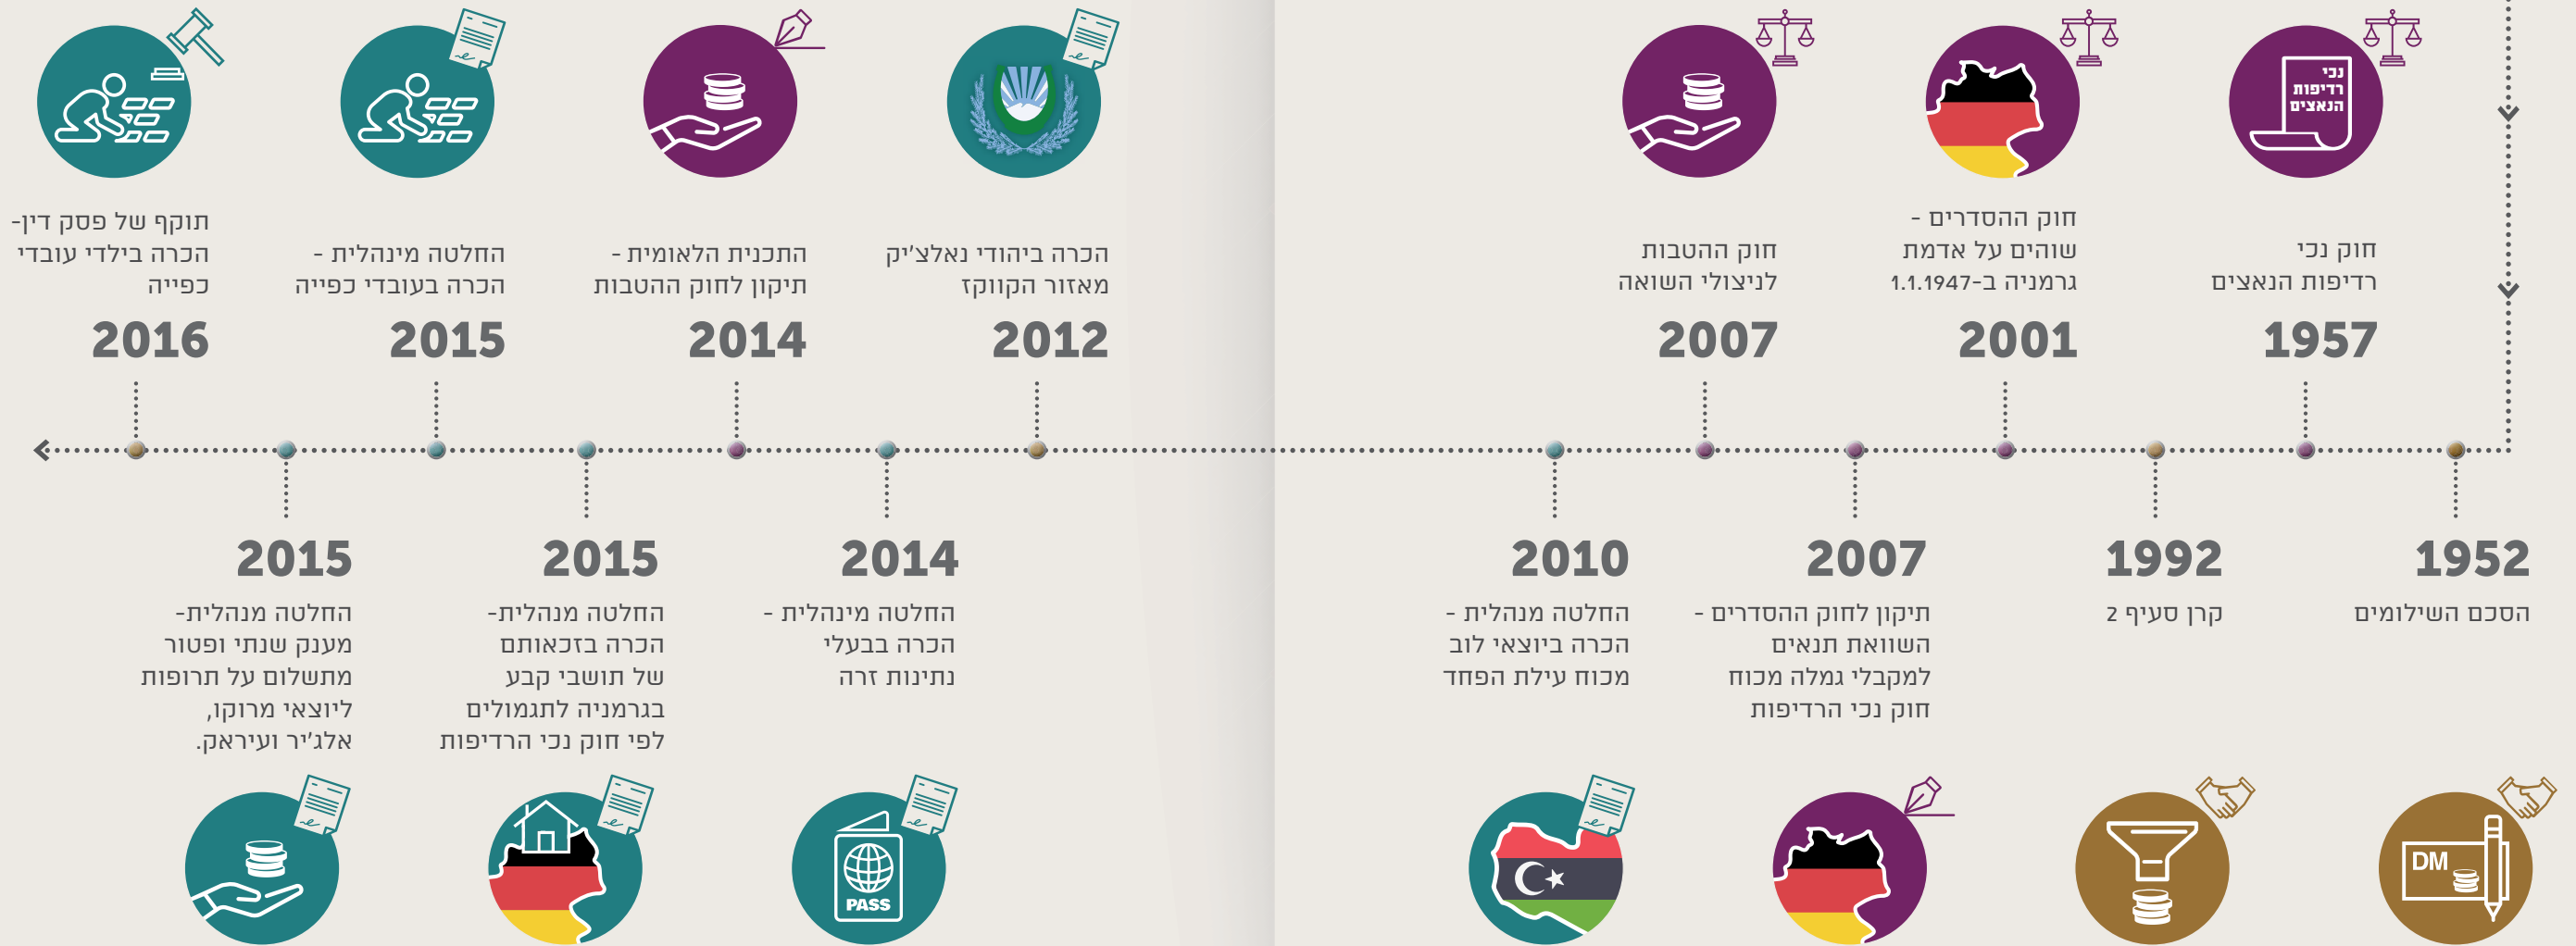 הסכם השילומים
1952
DM
חוק נכי
רדיפות הנאצים
1957
נכי
רדיפות
הנאצים
1992
קרן סעיף 2
חוק ההסדרים -
שוהים על אדמת
גרמניה ב-1.1.1947
2001
2007
תיקון לחוק ההסדרים -
השוואת תנאים
למקבלי גמלה מכוח
חוק נכי הרדיפות
חוק ההטבות
לניצולי השואה
2007
2010
החלטה מנהלית -
הכרה ביוצאי לוב
מכוח עילת הפחד
הכרה ביהודי נאלצ'יק
מאזור הקווקז
2012
2014
החלטה מינהלית -
הכרה בבעלי
נתינות זרה
PASS
התכנית הלאומית -
תיקון לחוק ההטבות
2014
2015
החלטה מנהלית-
הכרה בזכאותם
של תושבי קבע
בגרמניה לתגמולים
לפי חוק נכי הרדיפות
החלטה מינהלית -
הכרה בעובדי כפייה
2015
2015
החלטה מנהלית-
מענק שנתי ופטור
מתשלום על תרופות
ליוצאי מרוקו,
אלג'יר ועיראק.
תוקף של פסק דין-
הכרה בילדי עובדי
כפייה
2016